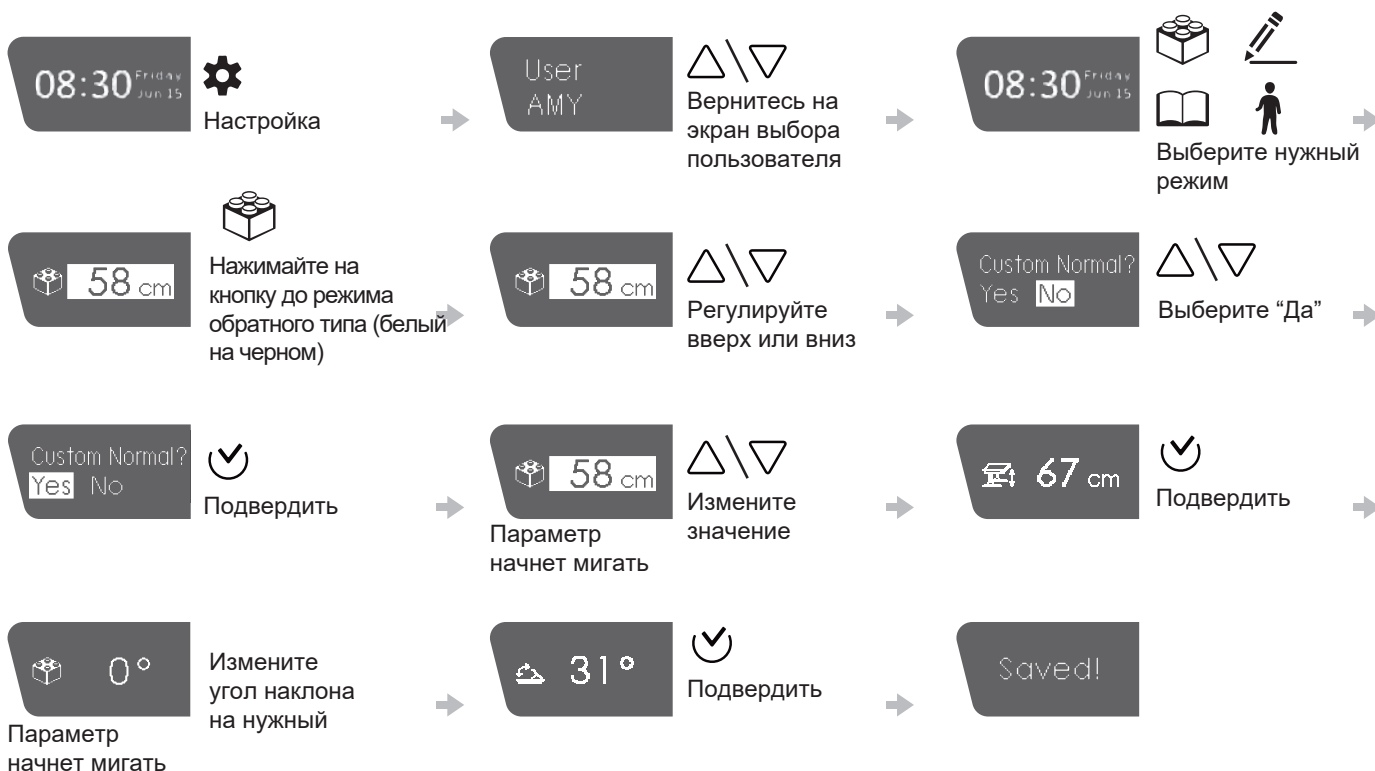 08:30 Friday
Jun 15
Настройка
User
AMY
Вернитесь на
экран выбора
пользователя
08:30 Friday
Jun 15
Выберите нужный
режим
58 cm
Нажимайте на
кнопку до режима
обратного типа (белый
на черном)
58 cm
Регулируйте
вверх или вниз
Custom Normal?
Yes No
Выберите “Да”
Custom Normal?
Yes No
Подвердить
58 cm
Параметр
начнет мигать
Измените
значение
67 cm
Подвердить
0°
Параметр
начнет мигать
Измените
угол наклона
на нужный
31°
Подвердить
Saved!